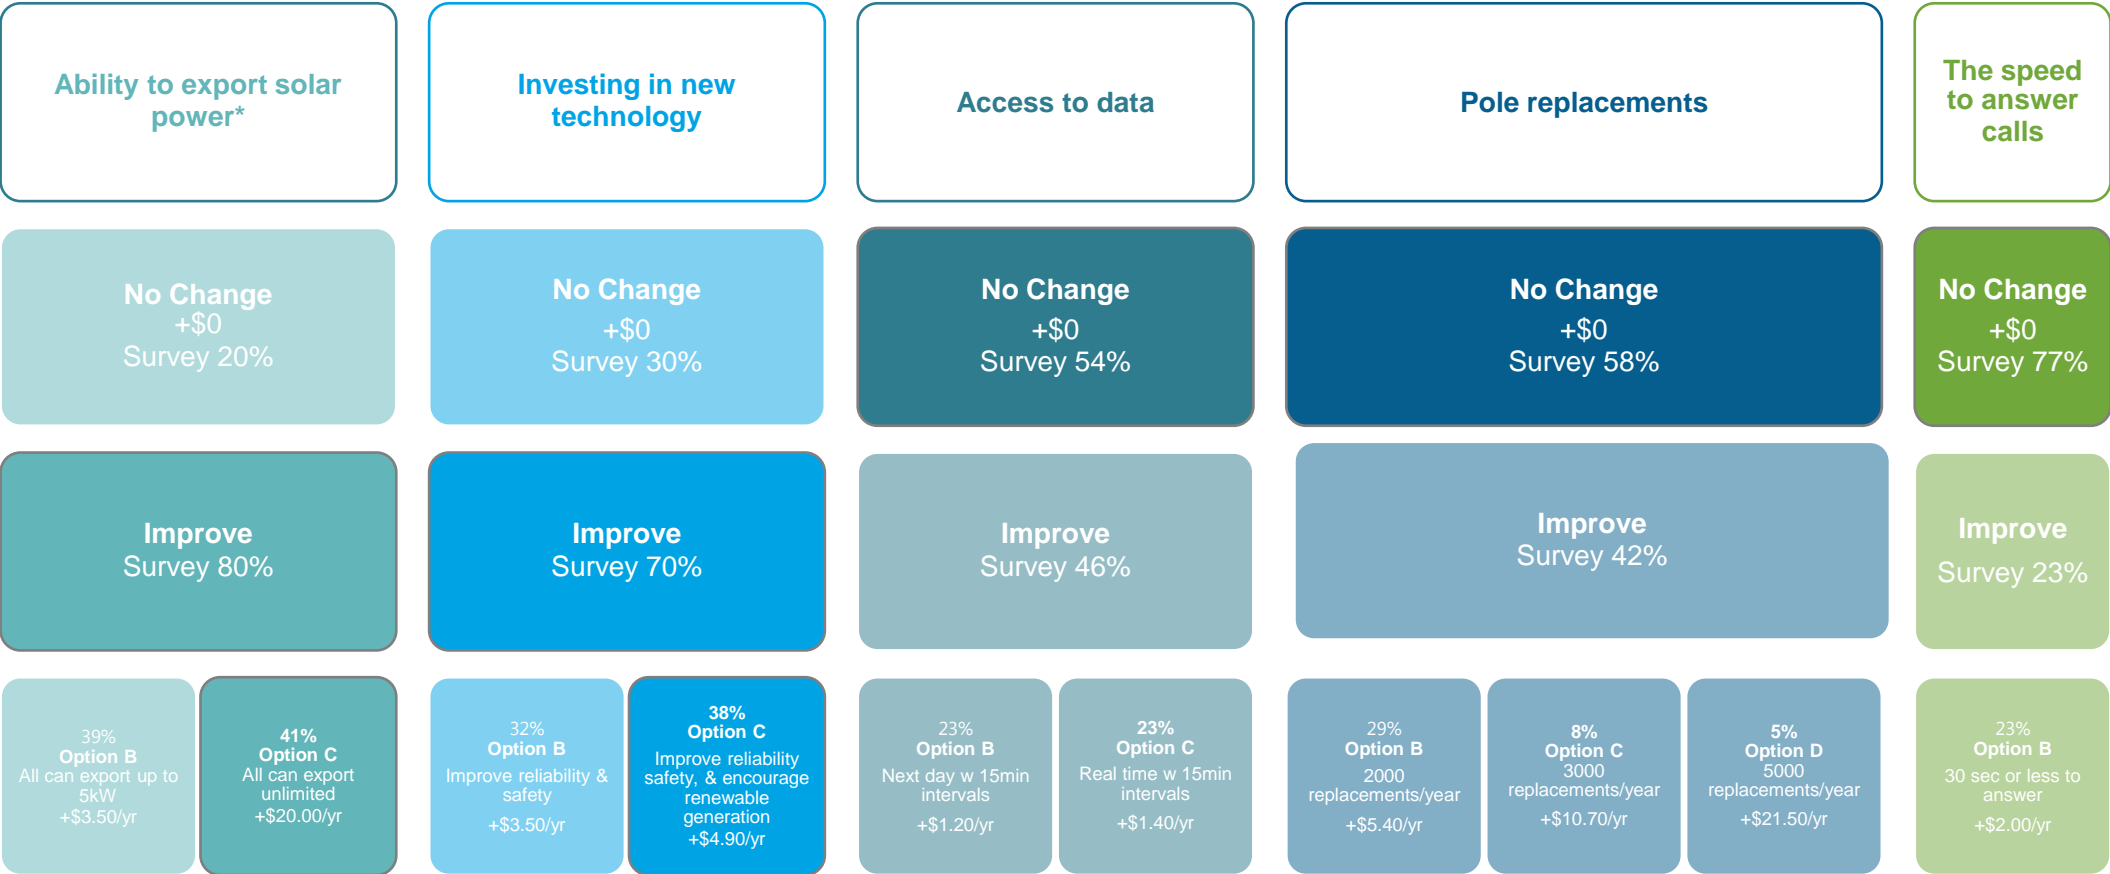 Ability to export solar
power*
Investing in new
technology
Access to data
Pole replacements
The speed
to answer
calls
No Change
+$0
Survey 20%
No Change
+$0
Survey 30%
No Change
+$0
Survey 54%
No Change
+$0
Survey 58%
No Change
+$0
Survey 77%
Improve
Survey 80%
Improve
Survey 70%
Improve
Survey 46%
Improve
Survey 42%
Improve
Survey 23%
39%
Option B
All can export up to
5kW
+$3.50/yr
41%
Option C
All can export
unlimited
+$20.00/yr
32%
Option B
Improve reliability &
safety
+$3.50/yr
38%
Option C
Improve reliability
safety, & encourage
renewable
generation
+$4.90/yr
23%
Option B
Next day w 15min
intervals
+$1.20/yr
23%
Option C
Real time w 15min
intervals
+$1.40/yr
29%
Option B
2000
replacements/year
+$5.40/yr
8%
Option C
3000
replacements/year
+$10.70/yr
5%
Option D
5000
replacements/year
+$21.50/yr
23%
Option B
30 sec or less to
answer
+$2.00/yr